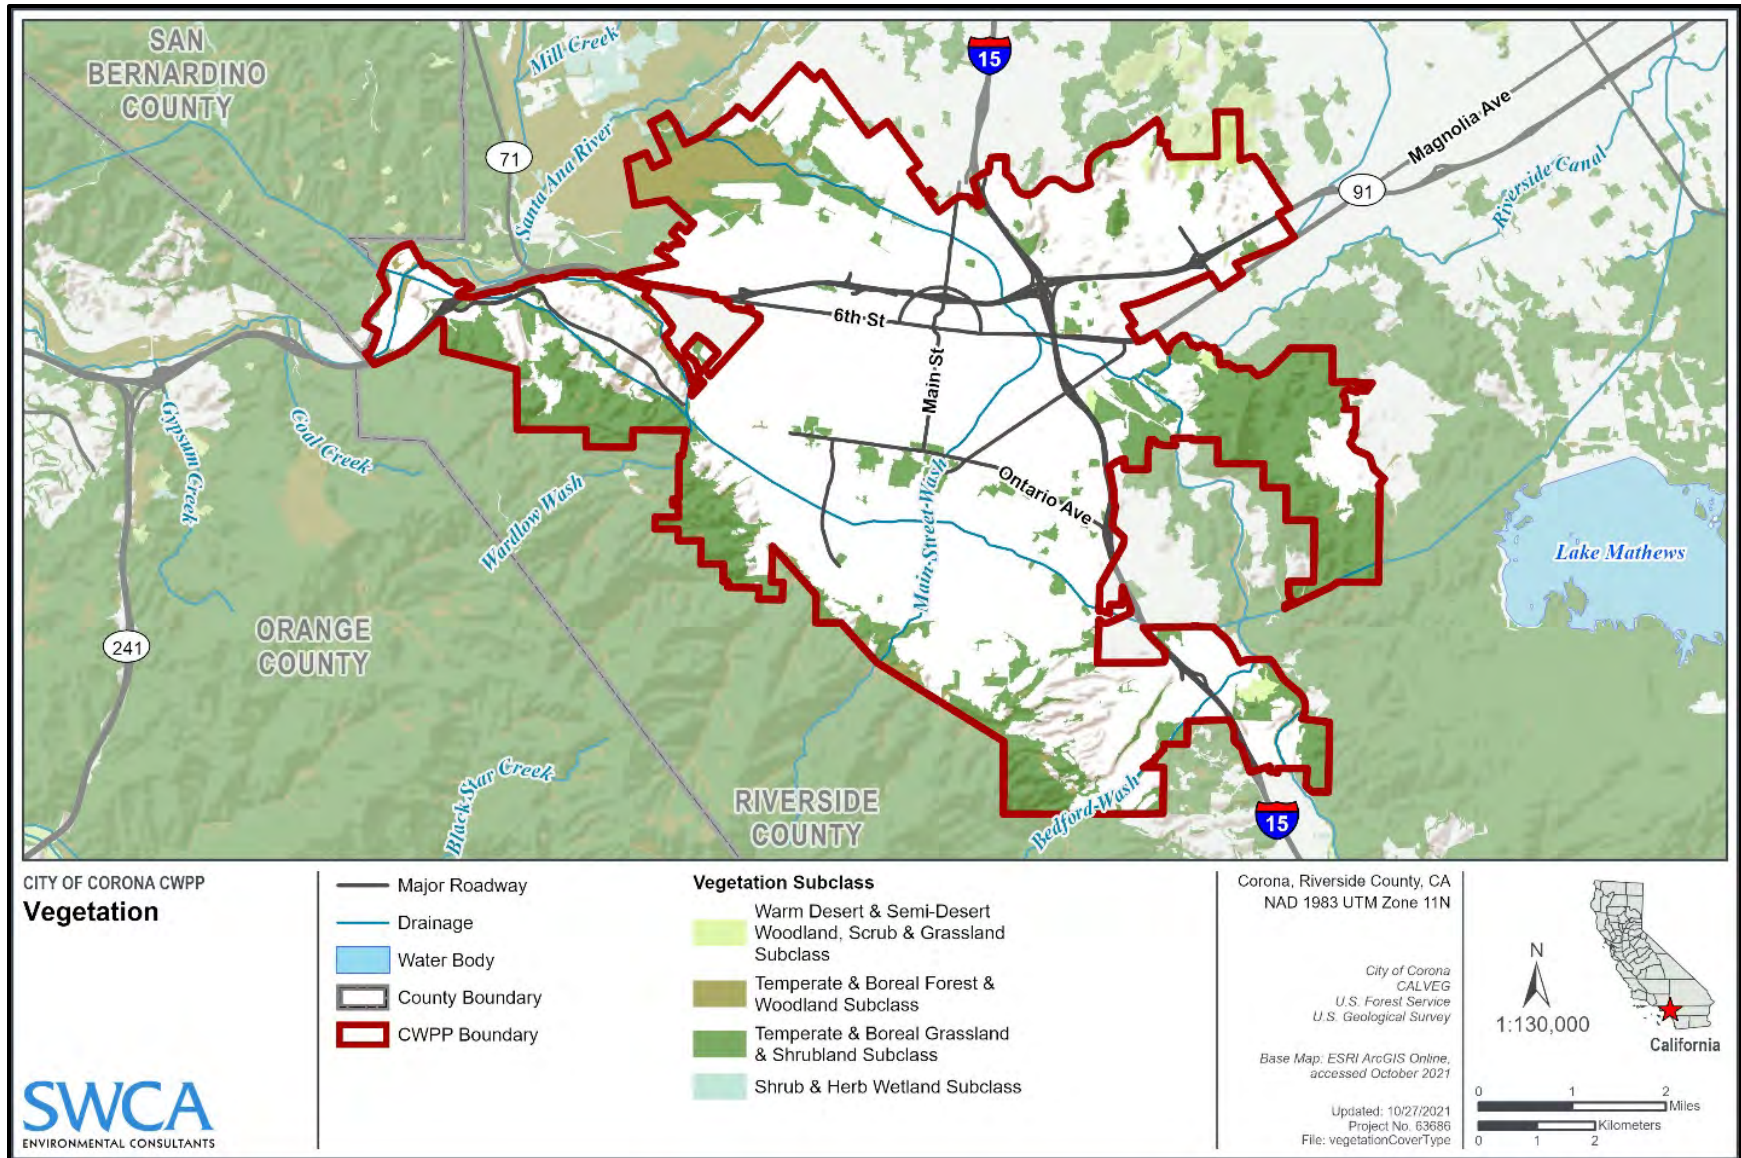 SAN
BERNARDINO
COUNTY
Mill Creek
15
71
Santa Ana River
Magnolia Ave
91
Riverside Canal
6th St
Main St
Gypsum Creek
Coal Creek
Wardlow Wash
Ontario Ave
Main Street Wash
Lake Mathews
241
ORANGE
COUNTY
Black Star Creek
RIVERSIDE
COUNTY
Bedford Wash
15
CITY OF CORONA CWPP
Vegetation
SWCA
ENVIRONMENTAL CONSULTANTS
Major Roadway
Drainage
Water Body
County Boundary
CWPP Boundary
Vegetation Subclass
Warm Desert & Semi-Desert
Woodland, Scrub & Grassland
Subclass
Temperate & Boreal Forest &
Woodland Subclass
Temperate & Boreal Grassland
& Shrubland Subclass
Shrub & Herb Wetland Subclass
Corona, Riverside County, CA
NAD 1983 UTM Zone 11N
City of Corona
CALVEG
U.S. Forest Service
U.S. Geological Survey
Base Map: ESRI ArcGIS Online,
accessed October 2021
Updated: 10/27/2021
Project No. 63686
File: vegetationCoverType
N
1:130,000
California
0 1 2
Miles
Kilometers
0 1 2